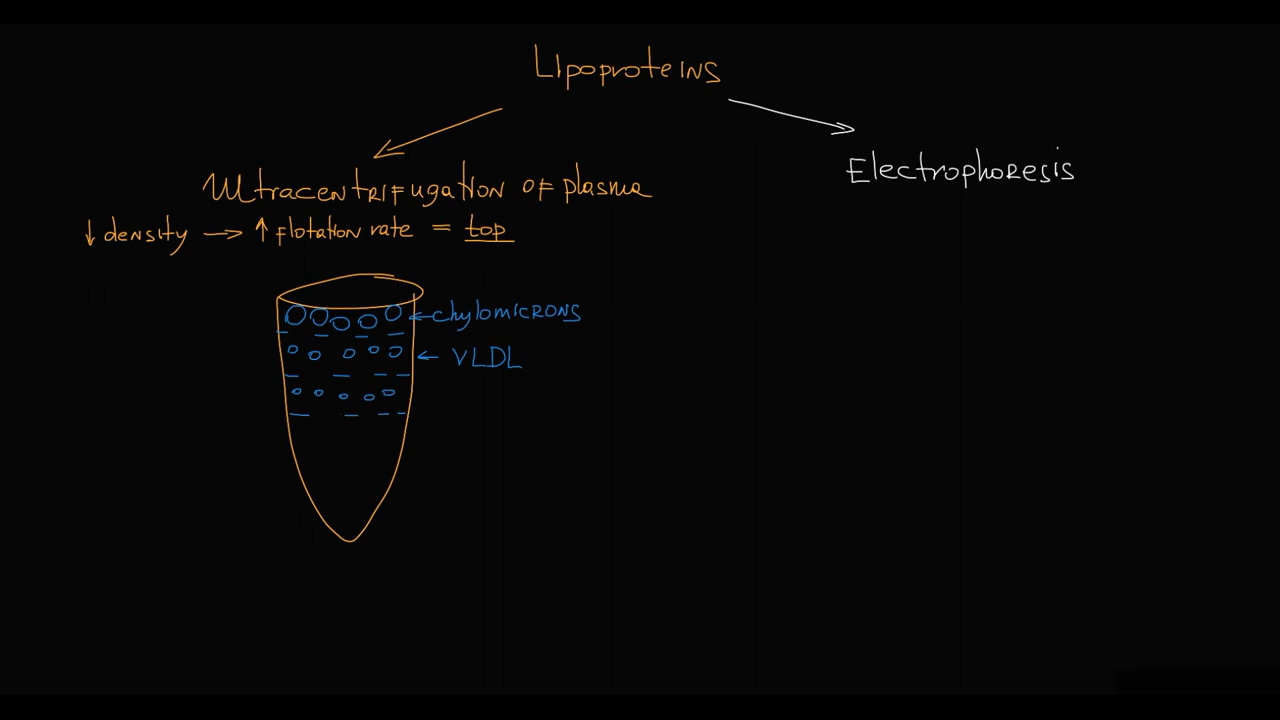 Lipoproteins
Ultracentrifugation of plasma
Electrophoresis
↓ density → ↑ flotation rate = top
← chylomicrons
← VLDL